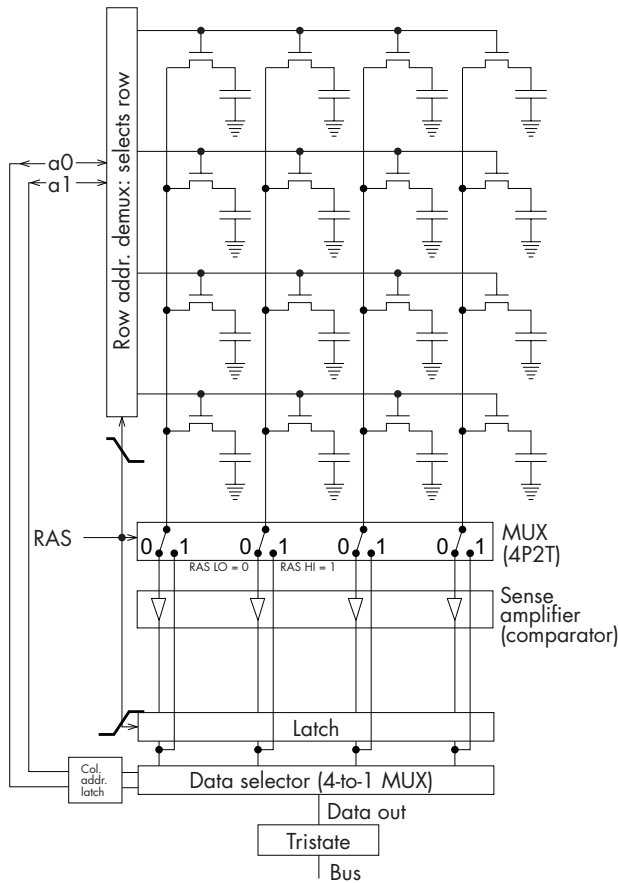 Row addr. demux: selects row
a0
a1
RAS
0 1 0 1 0 1 0 1
RAS LO = 0 RAS HI = 1
MUX
(4P2T)
Sense
amplifier
(comparator)
Latch
Col.
addr.
latch
Data selector (4-to-1 MUX)
Data out
Tristate
Bus